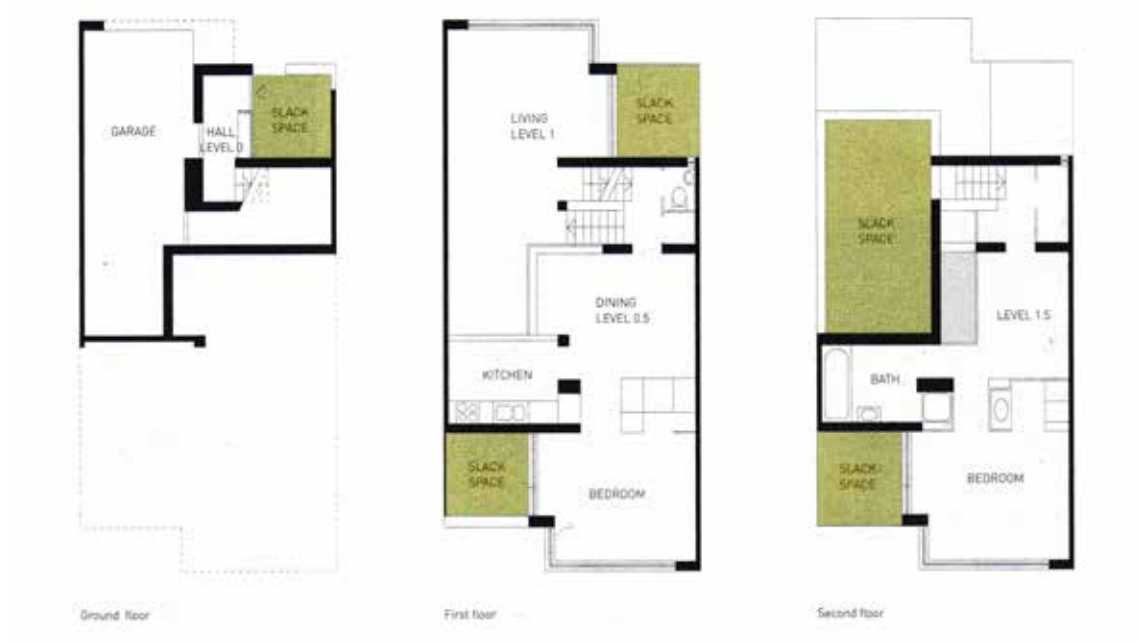 GARAGE
HALL
LEVEL 0
SLACK
SPACE
Ground floor
LIVING
LEVEL 1
SLACK
SPACE
DINING
LEVEL 0.5
KITCHEN
SLACK
SPACE
BEDROOM
First floor
SLACK
SPACE
LEVEL 1.5
BATH
SLACK
SPACE
BEDROOM
Second floor